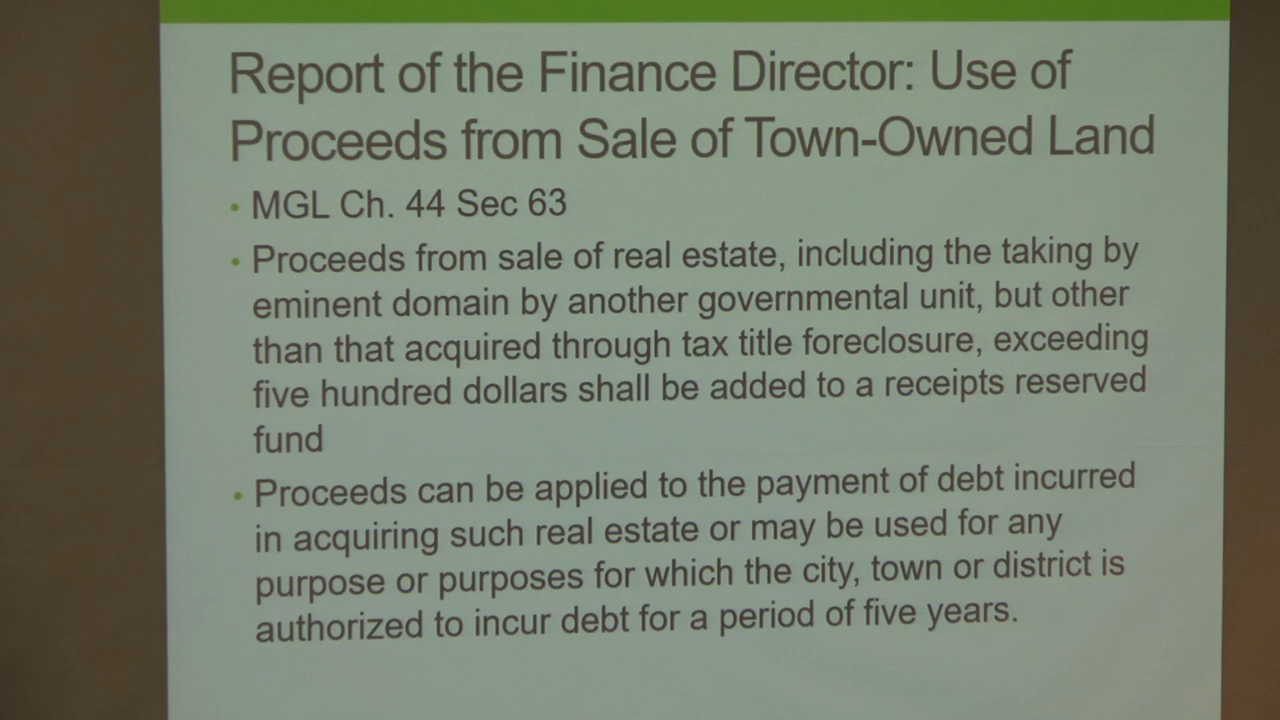 Report of the Finance Director: Use of
Proceeds from Sale of Town-Owned Land
• MGL Ch. 44 Sec 63
• Proceeds from sale of real estate, including the taking by
eminent domain by another governmental unit, but other
than that acquired through tax title foreclosure, exceeding
five hundred dollars shall be added to a receipts reserved
fund
• Proceeds can be applied to the payment of debt incurred
in acquiring such real estate or may be used for any
purpose or purposes for which the city, town or district is
authorized to incur debt for a period of five years.